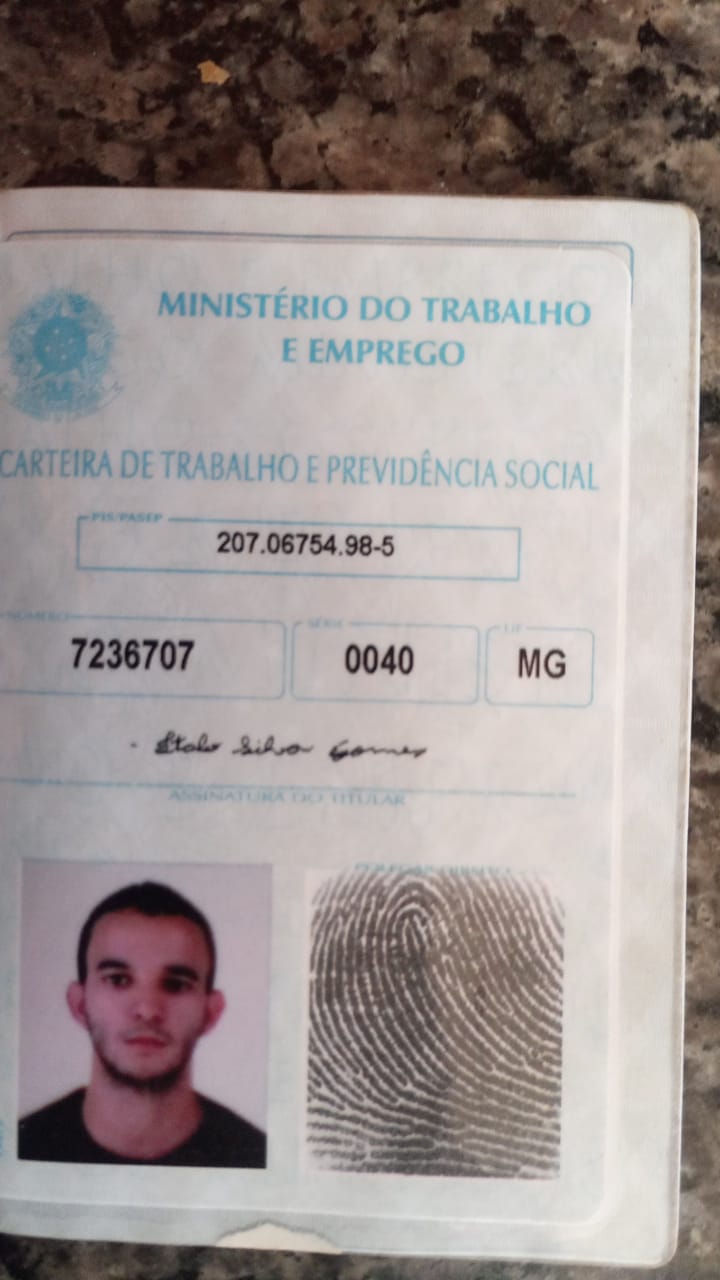 MINISTÉRIO DO TRABALHO
E EMPREGO
CARTEIRA DE TRABALHO E PREVIDÊNCIA SOCIAL
PIS/PASEP
207.06754.98-5
NÚMERO SÉRIE UF
7236707 0040 MG
Italo Silva Gomes
ASSINATURA DO TITULAR
POLEGAR DIREITO